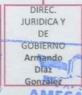 DIREC.
JURIDICA Y
DE
GOBIERNO
Armando
Díaz
González